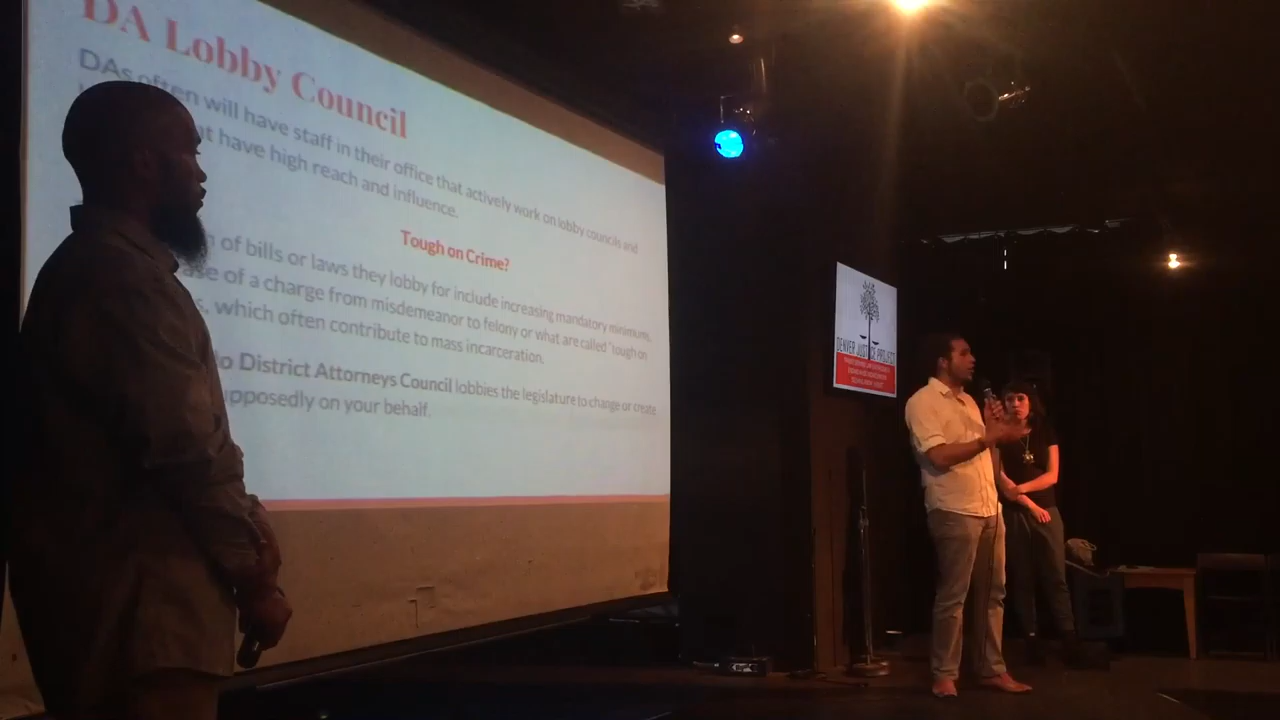 DA Lobby Council
DAs often will have staff in their office that actively work on lobby councils and
have high reach and influence.
Tough on Crime?
of bills or laws they lobby for include increasing mandatory minimums,
of a charge from misdemeanor to felony or what are called "tough on
which often contribute to mass incarceration.
District Attorneys Council lobbies the legislature to change or create
supposedly on your behalf.
DENVER JUSTICE PROJECT